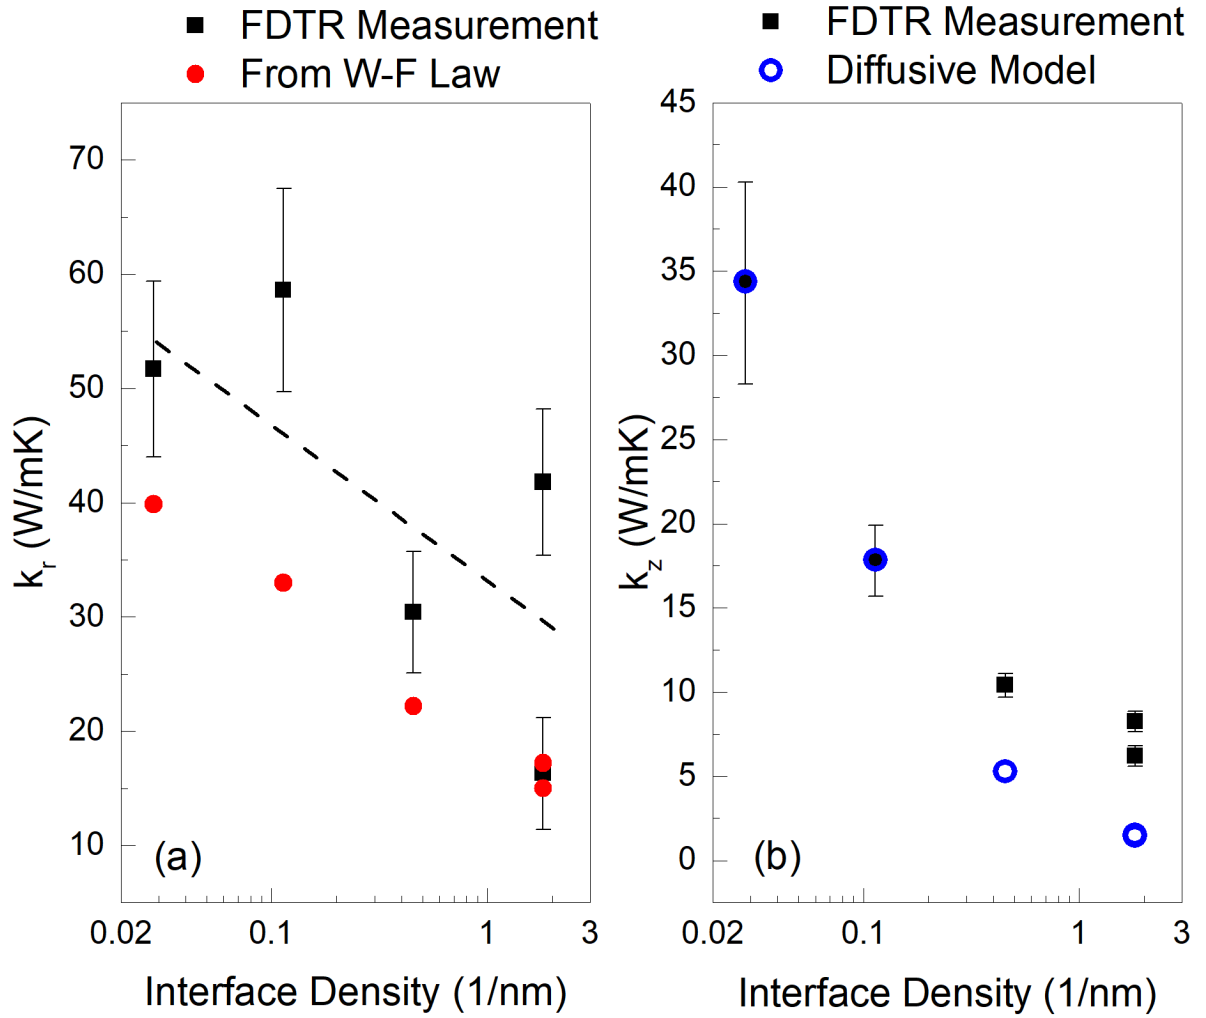 FDTR Measurement
From W-F Law
70
60
50
40
30
20
10
k_r (W/mK)
(a)
0.02
0.1
1
3
Interface Density (1/nm)
FDTR Measurement
Diffusive Model
45
40
35
30
25
20
15
10
5
0
k_z (W/mK)
(b)
0.02
0.1
1
3
Interface Density (1/nm)